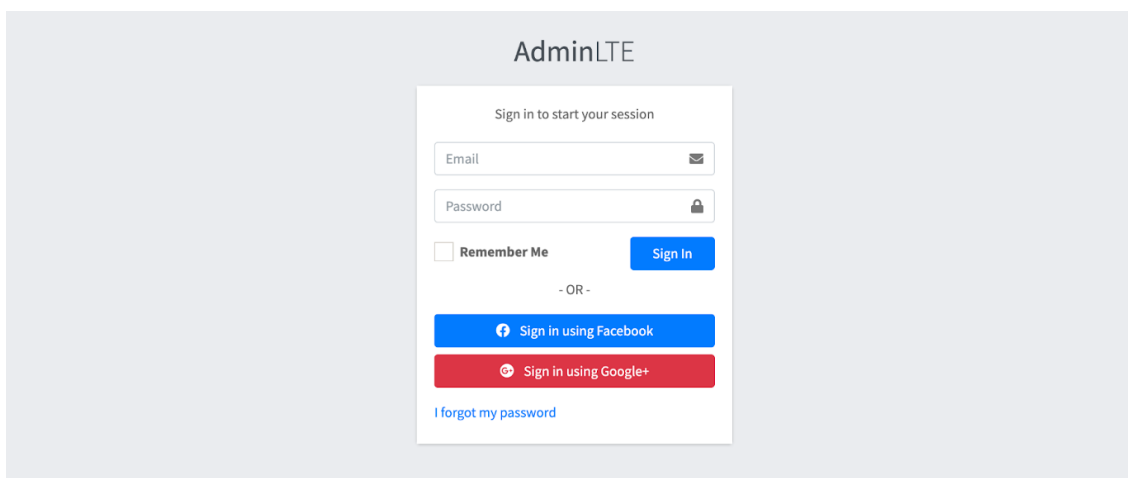 AdminLTE
Sign in to start your session
Email
Password
Remember Me
Sign In
- OR -
Sign in using Facebook
Sign in using Google+
I forgot my password